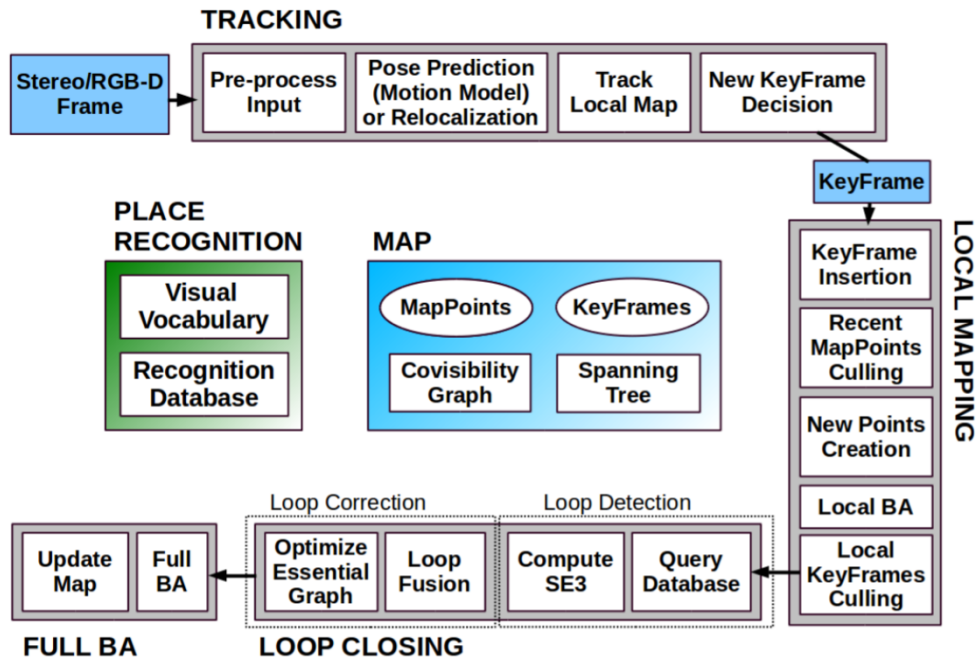 TRACKING
Stereo/RGB-D
Frame
Pre-process
Input
Pose Prediction
(Motion Model)
or Relocalization
Track
Local Map
New KeyFrame
Decision
KeyFrame
PLACE
RECOGNITION
Visual
Vocabulary
Recognition
Database
MAP
MapPoints
KeyFrames
Covisibility
Graph
Spanning
Tree
LOCAL MAPPING
KeyFrame
Insertion
Recent
MapPoints
Culling
New Points
Creation
Local BA
Local
KeyFrames
Culling
Loop Correction
Loop Detection
Update
Map
Full
BA
Optimize
Essential
Graph
Loop
Fusion
Compute
SE3
Query
Database
FULL BA
LOOP CLOSING